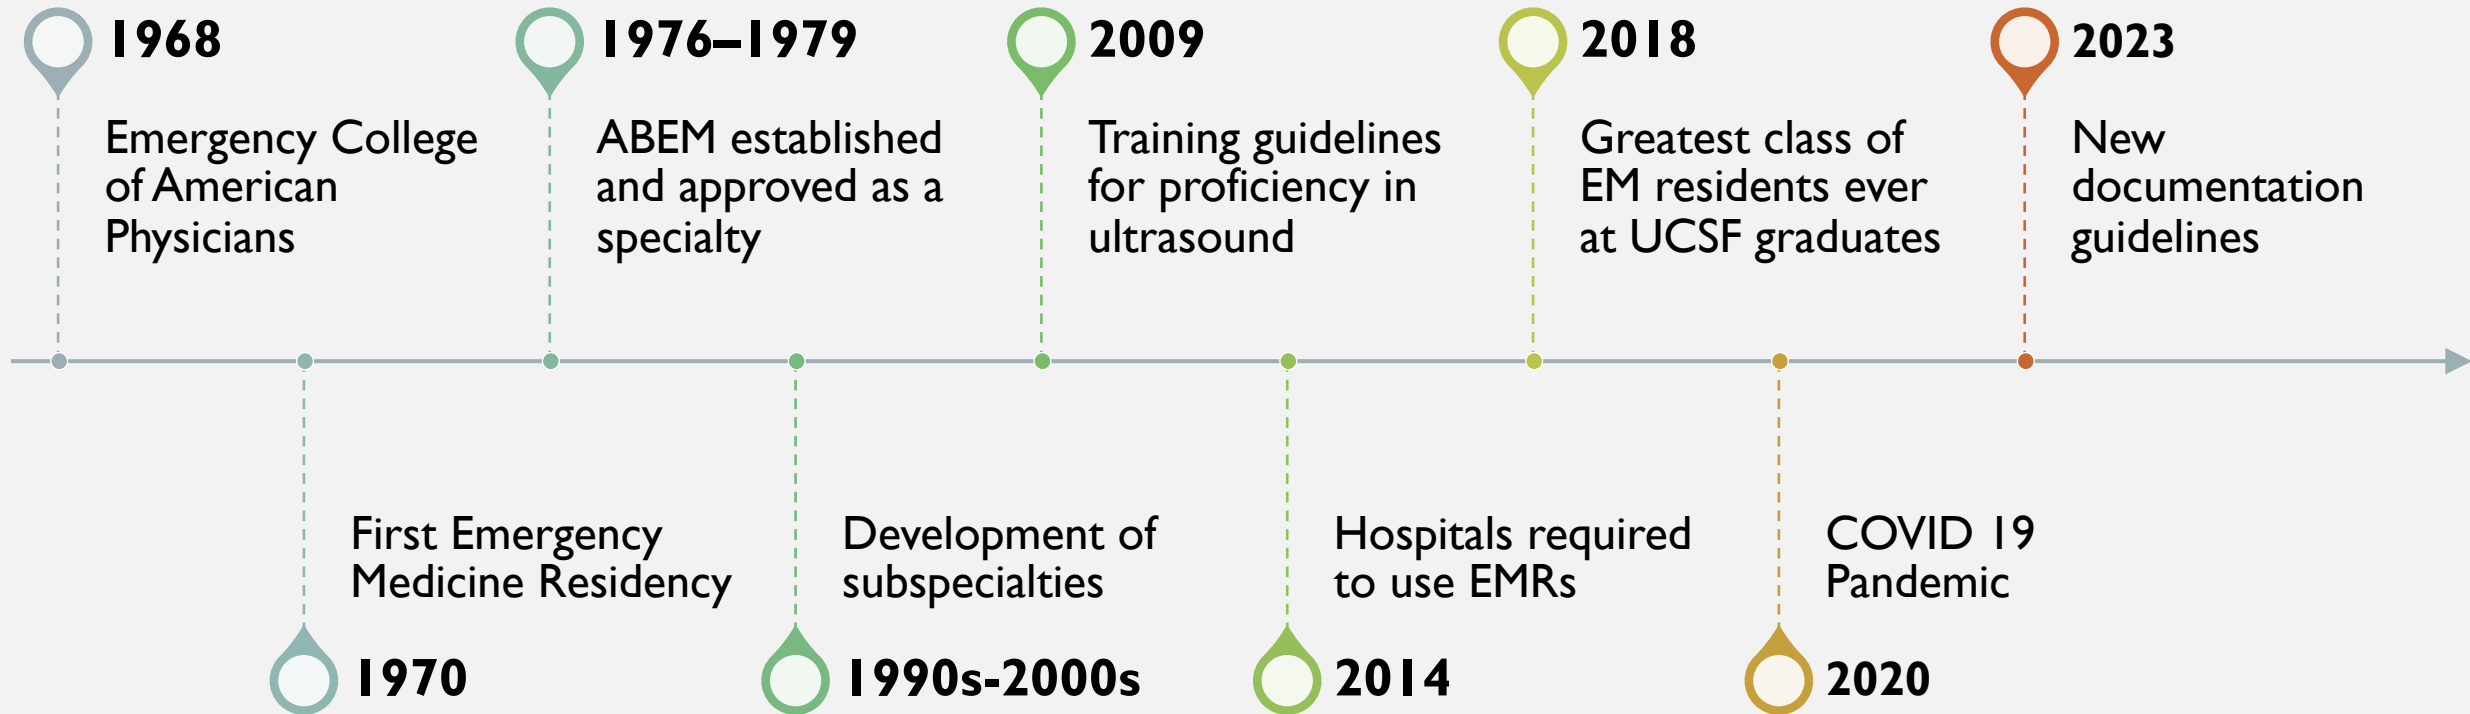 1968
Emergency College
of American
Physicians
1976–1979
ABEM established
and approved as a
specialty
2009
Training guidelines
for proficiency in
ultrasound
2018
Greatest class of
EM residents ever
at UCSF graduates
2023
New
documentation
guidelines
First Emergency
Medicine Residency
1970
Development of
subspecialties
1990s-2000s
Hospitals required
to use EMRs
2014
COVID 19
Pandemic
2020